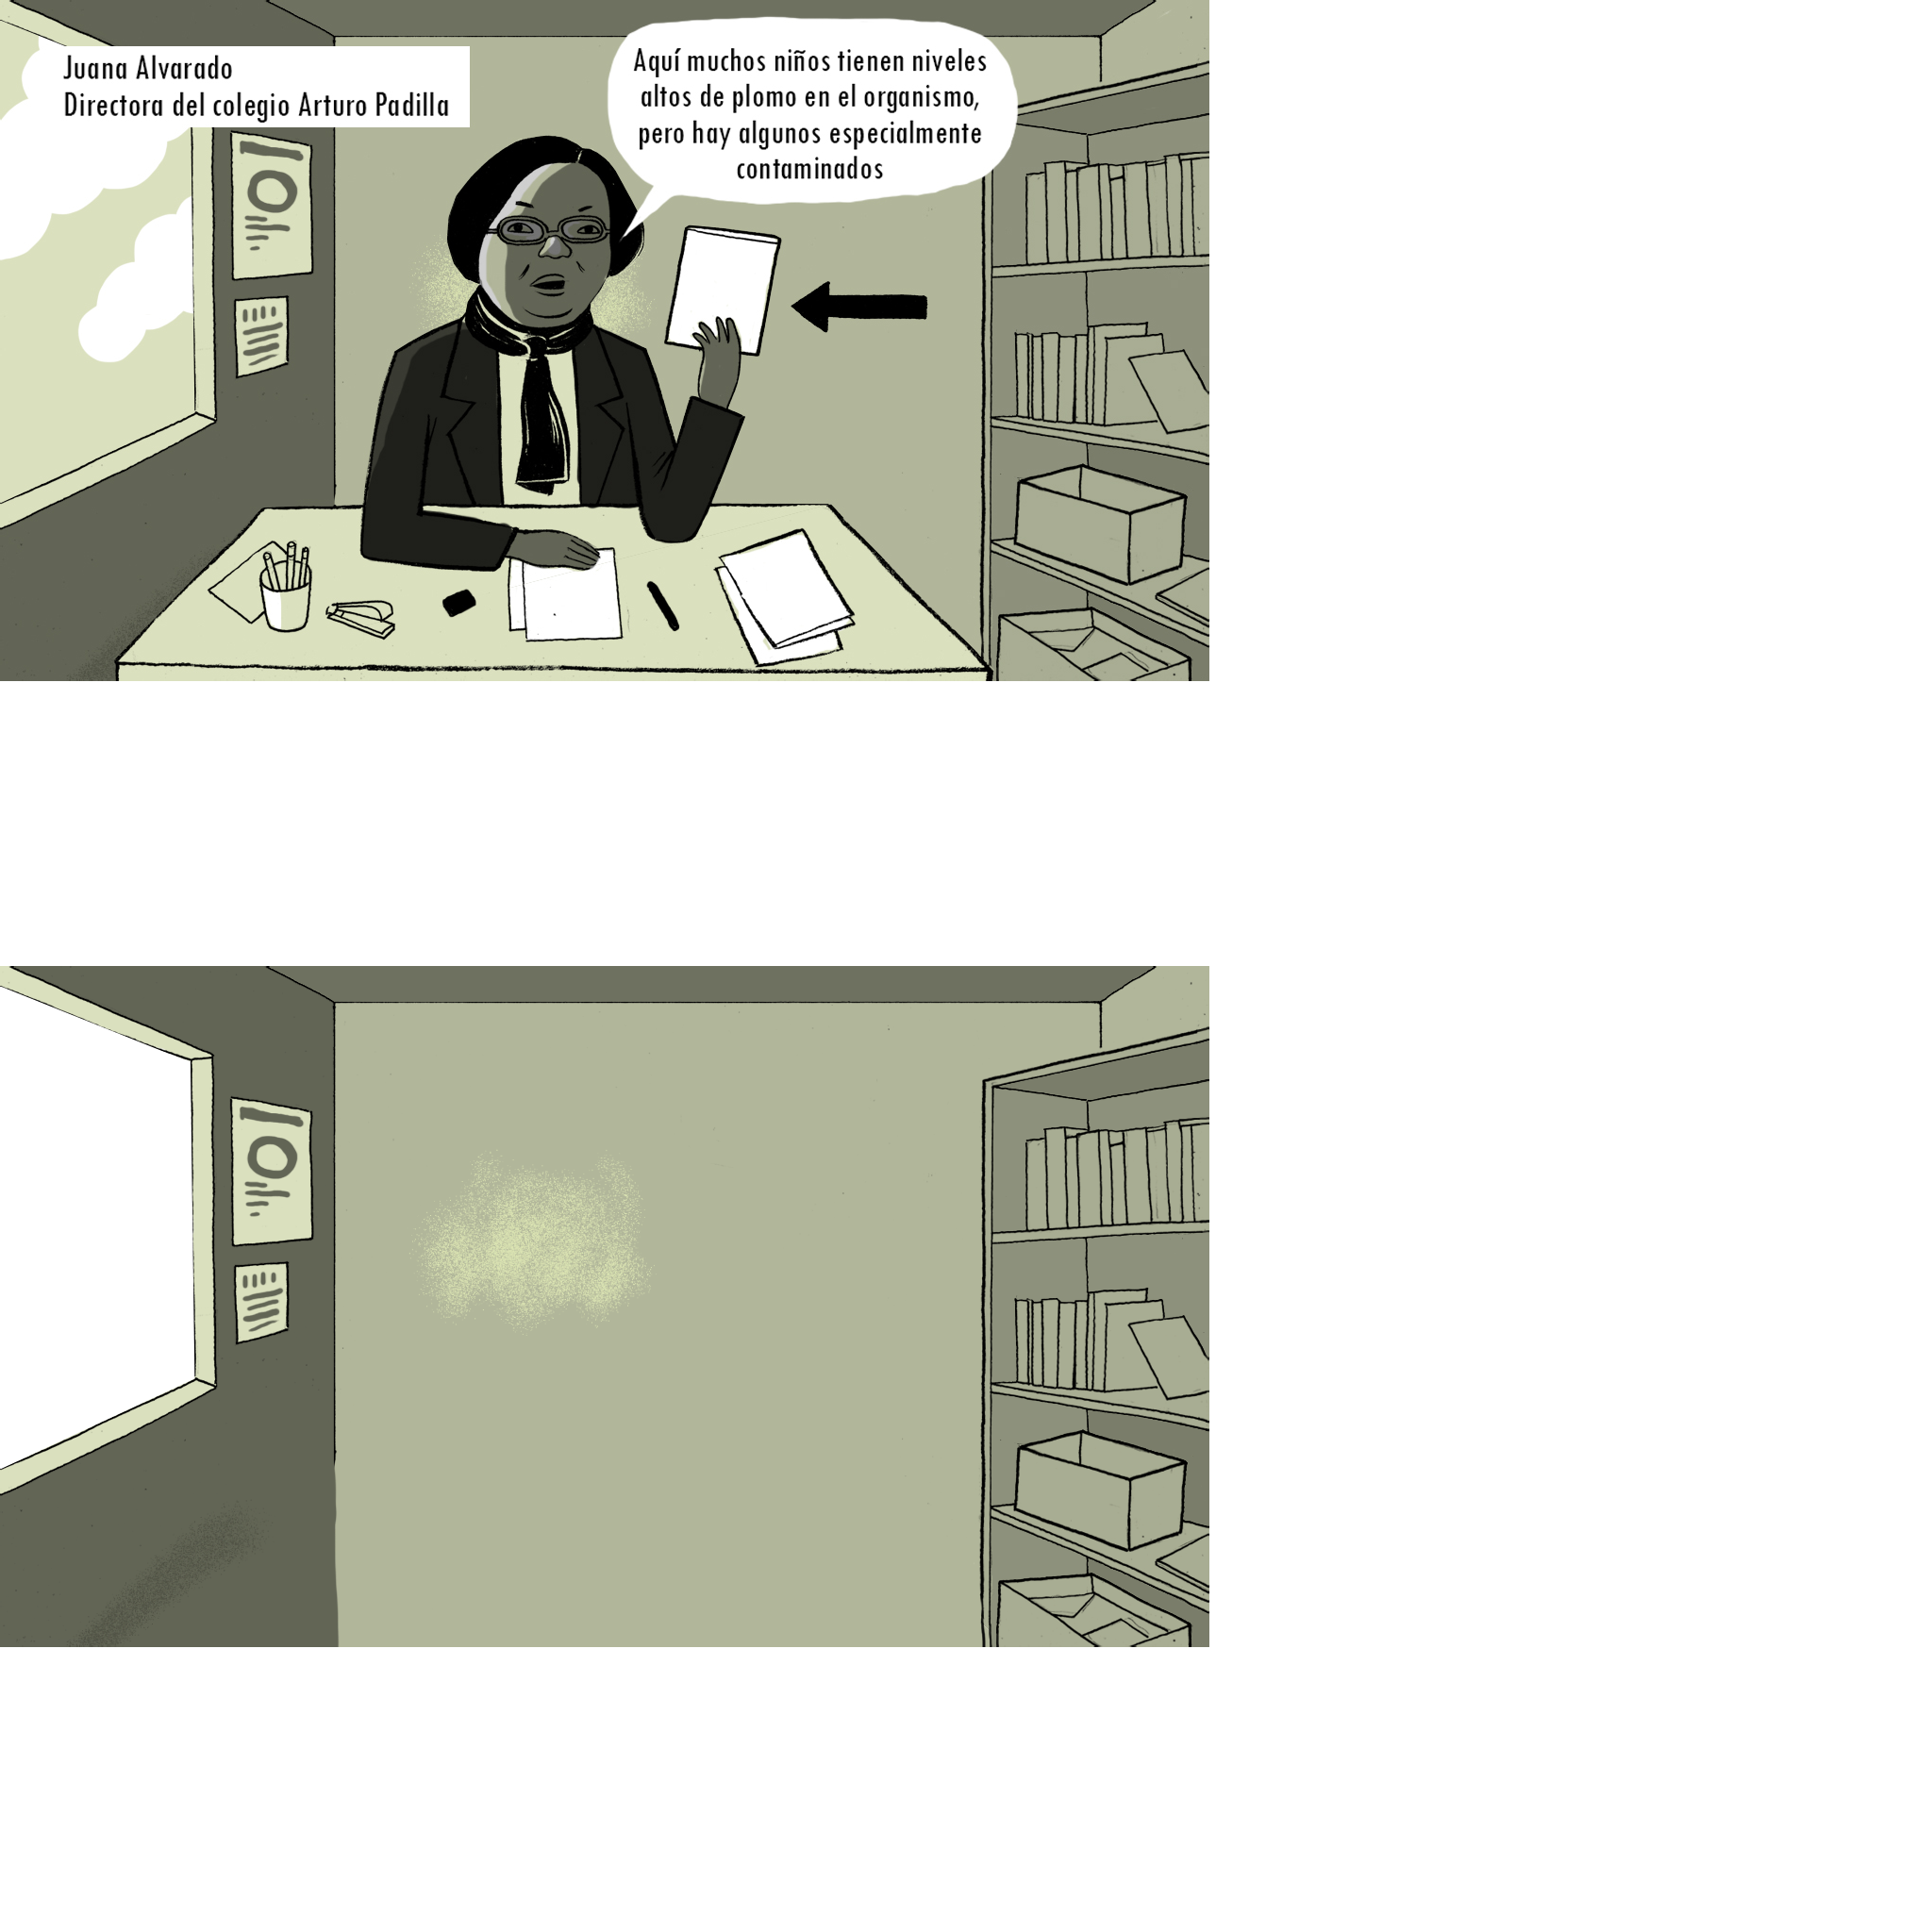 Juana Alvarado
Directora del colegio Arturo Padilla
Aquí muchos niños tienen niveles
altos de plomo en el organismo,
pero hay algunos especialmente
contaminados